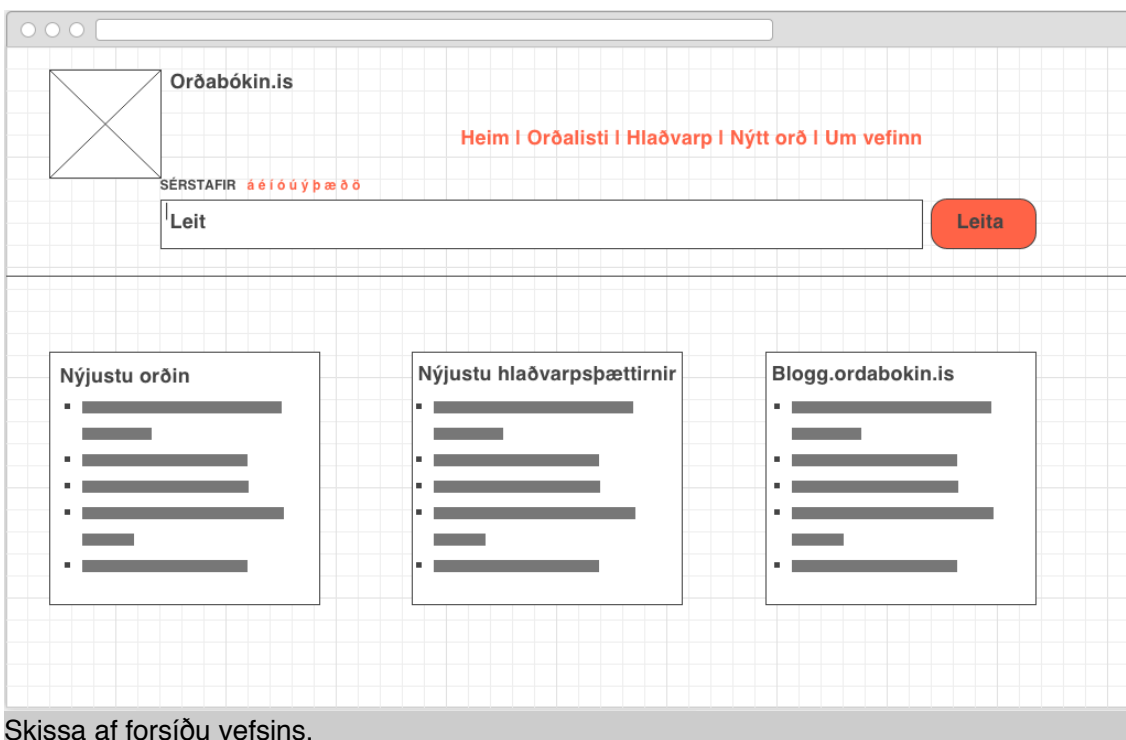 Orðabókin.is
Heim | Orðalisti | Hlaðvarp | Nýtt orð | Um vefinn
SÉRSTAFIR á é í ó ú ý þ æ ð ö
Leit
Leita
Nýjustu orðin
Nýjustu hlaðvarpsþættirnir
Blogg.ordabokin.is
Skissa af forsíðu vefsins.